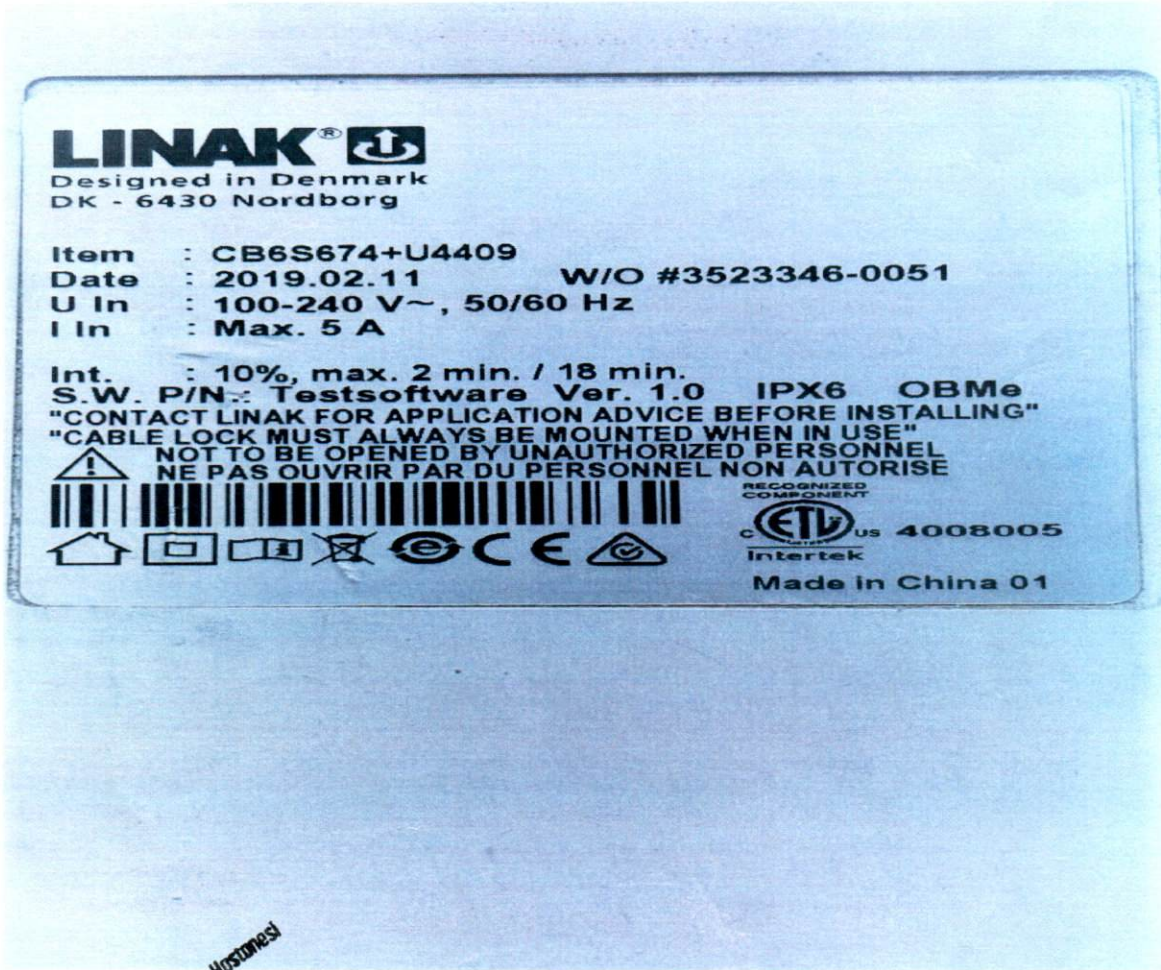 LINAK®
Designed in Denmark
DK - 6430 Nordborg
Item : CB6S674+U4409
Date : 2019.02.11 W/O #3523346-0051
U In : 100-240 V~, 50/60 Hz
I In : Max. 5 A
Int. : 10%, max. 2 min. / 18 min.
S.W. P/N : Testsoftware Ver. 1.0 IPX6 OBMe
"CONTACT LINAK FOR APPLICATION ADVICE BEFORE INSTALLING"
"CABLE LOCK MUST ALWAYS BE MOUNTED WHEN IN USE"
NOT TO BE OPENED BY UNAUTHORIZED PERSONNEL
NE PAS OUVRIR PAR DU PERSONNEL NON AUTORISE
RECOGNIZED
COMPONENT
C ETL US 4008005
Intertek
e CE
Made in China 01
Hastanesi